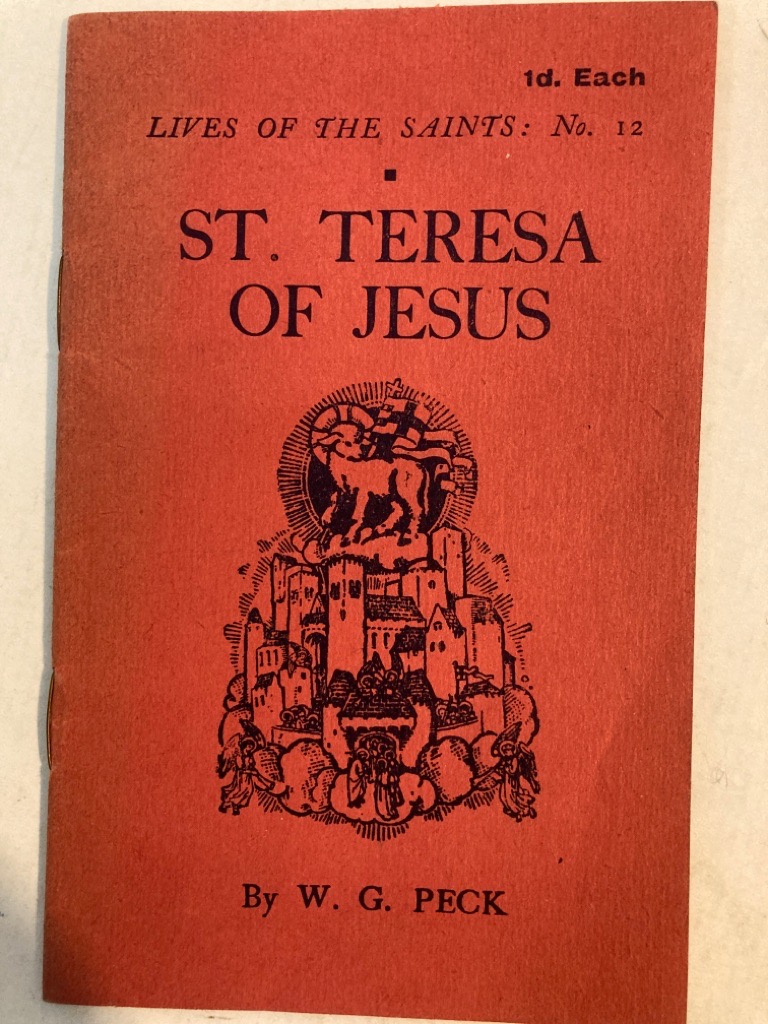 1d. Each
LIVES OF THE SAINTS: No. 12
ST. TERESA
OF JESUS
By W. G. PECK